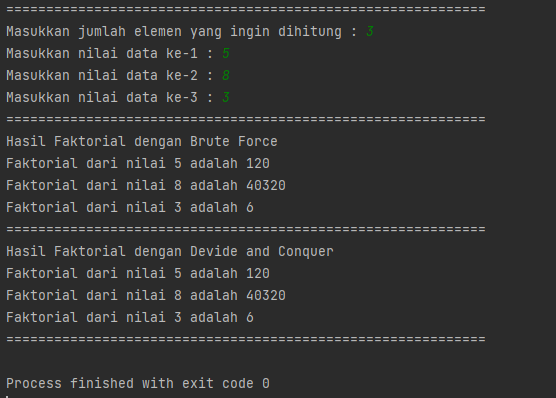 ============================================================
Masukkan jumlah elemen yang ingin dihitung : 3
Masukkan nilai data ke-1 : 5
Masukkan nilai data ke-2 : 8
Masukkan nilai data ke-3 : 3
============================================================
Hasil Faktorial dengan Brute Force
Faktorial dari nilai 5 adalah 120
Faktorial dari nilai 8 adalah 40320
Faktorial dari nilai 3 adalah 6
============================================================
Hasil Faktorial dengan Devide and Conquer
Faktorial dari nilai 5 adalah 120
Faktorial dari nilai 8 adalah 40320
Faktorial dari nilai 3 adalah 6
============================================================
Process finished with exit code 0